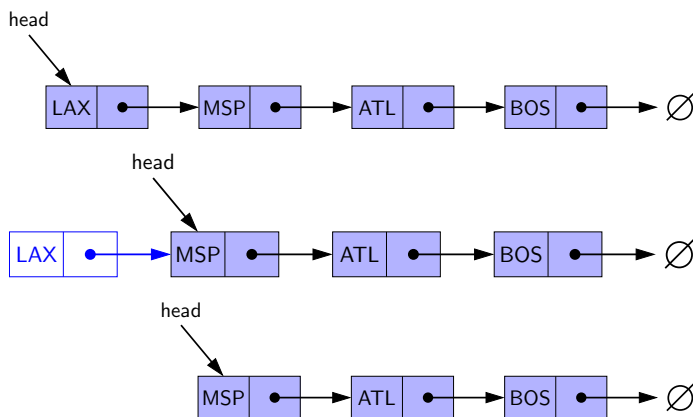 head
LAX MSP ATL BOS ∅
head
LAX MSP ATL BOS ∅
head
MSP ATL BOS ∅